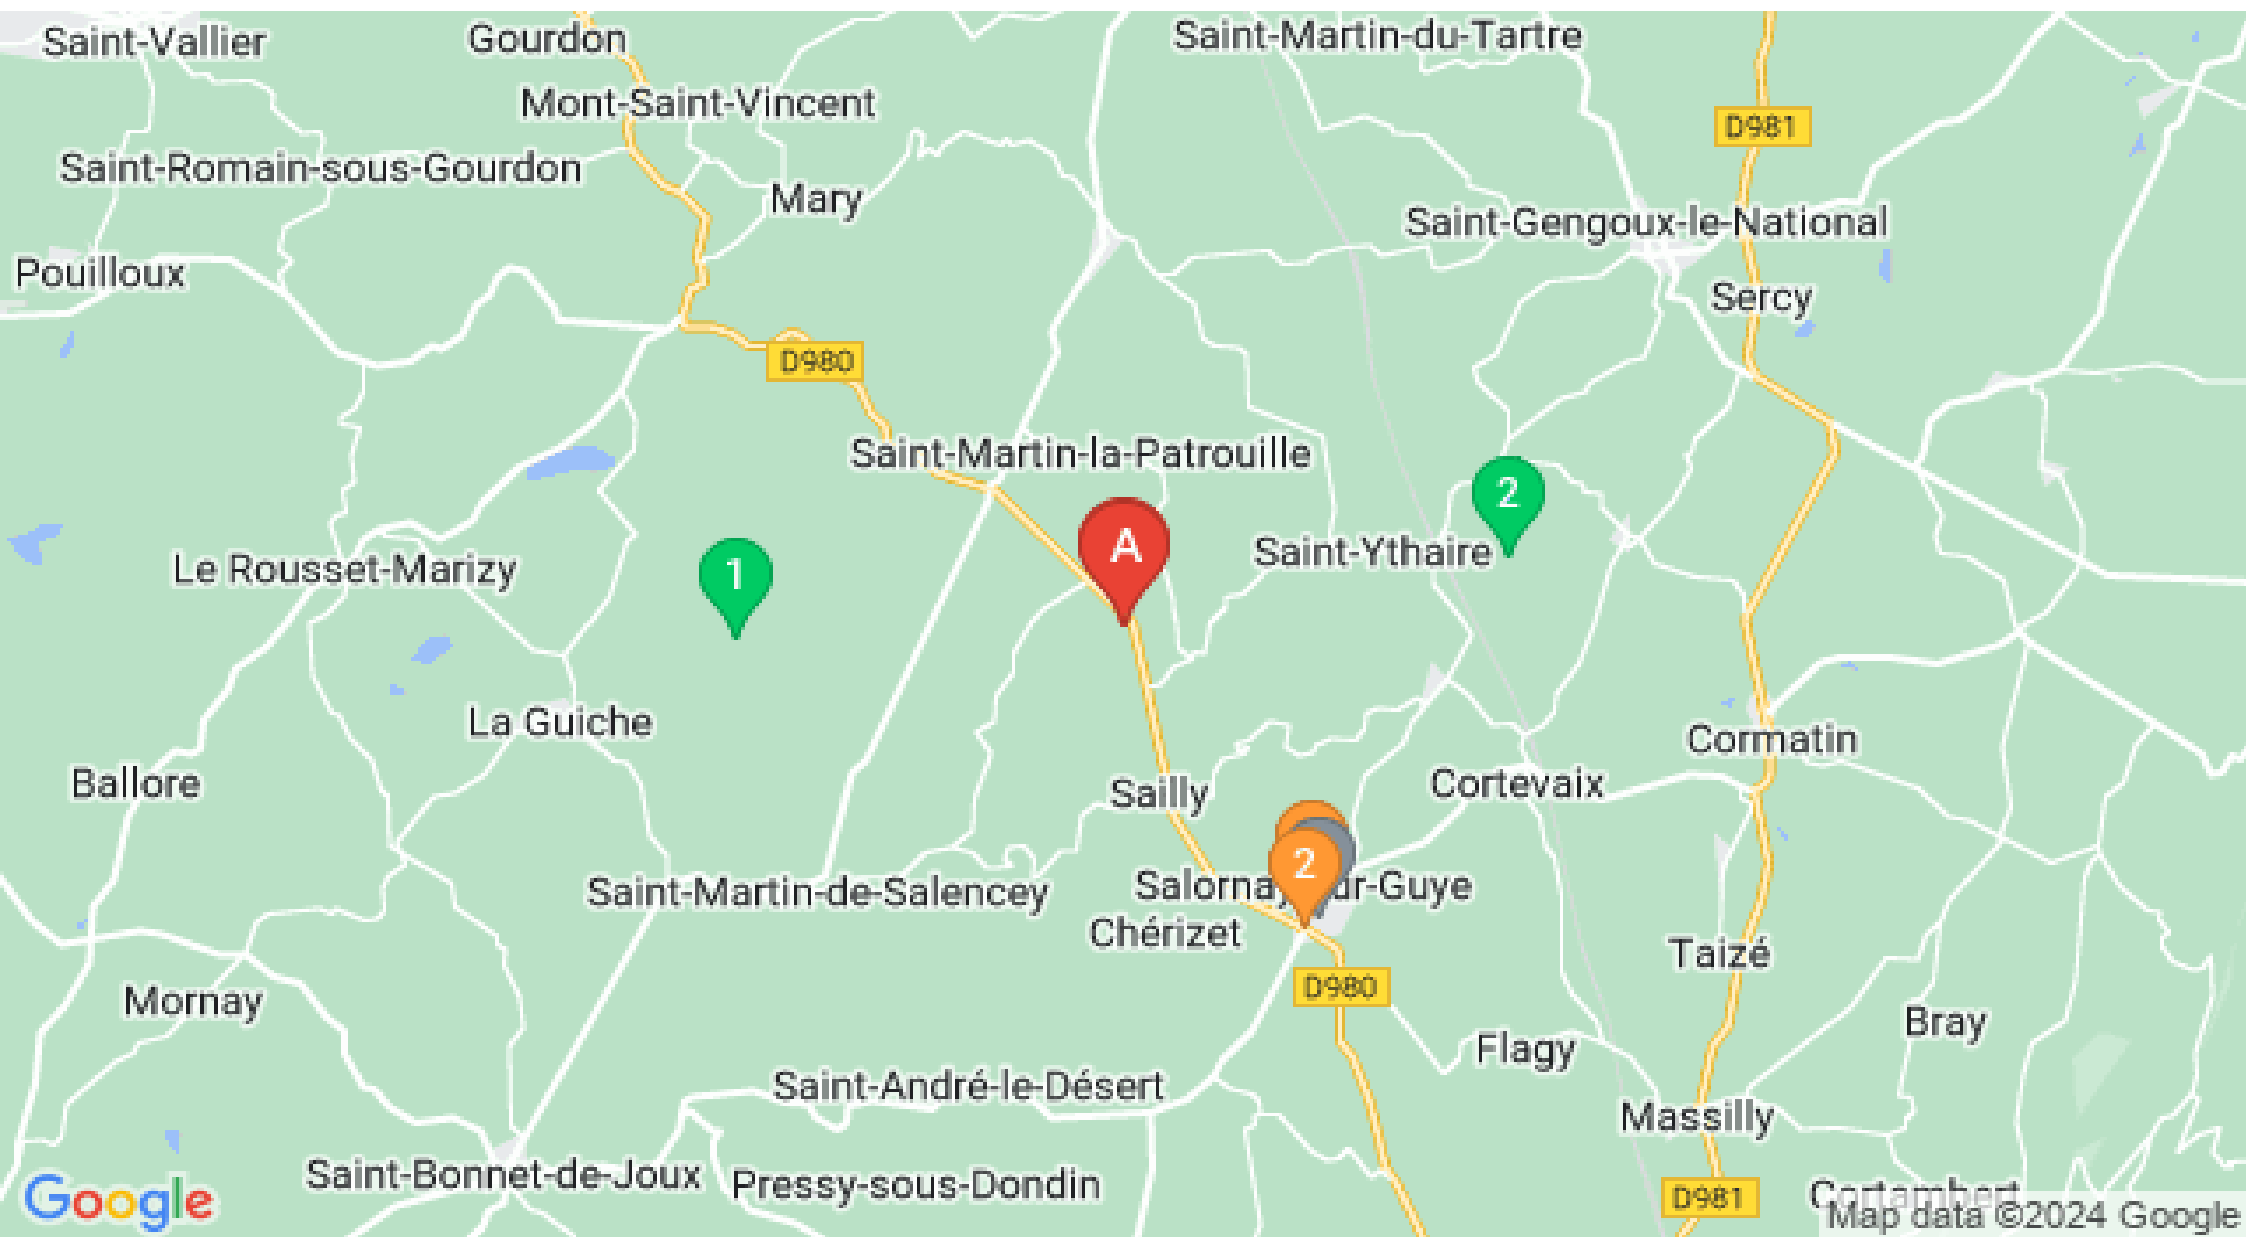 Saint-Vallier
Gourdon
Saint-Martin-du-Tartre
Mont-Saint-Vincent
D981
Saint-Romain-sous-Gourdon
Mary
Saint-Gengoux-le-National
Pouilloux
Sercy
D980
Saint-Martin-la-Patrouille
2
A
Saint-Ythaire
Le Rousset-Marizy
1
La Guiche
Cormatin
Ballore
Sailly
Cortevaix
2
Saint-Martin-de-Salencey
Chérizet
Taizé
D980
Mornay
Bray
Flagy
Saint-André-le-Désert
Massilly
Saint-Bonnet-de-Joux
Pressy-sous-Dondin
D981
Cortambert
Google
Map data ©2024 Google